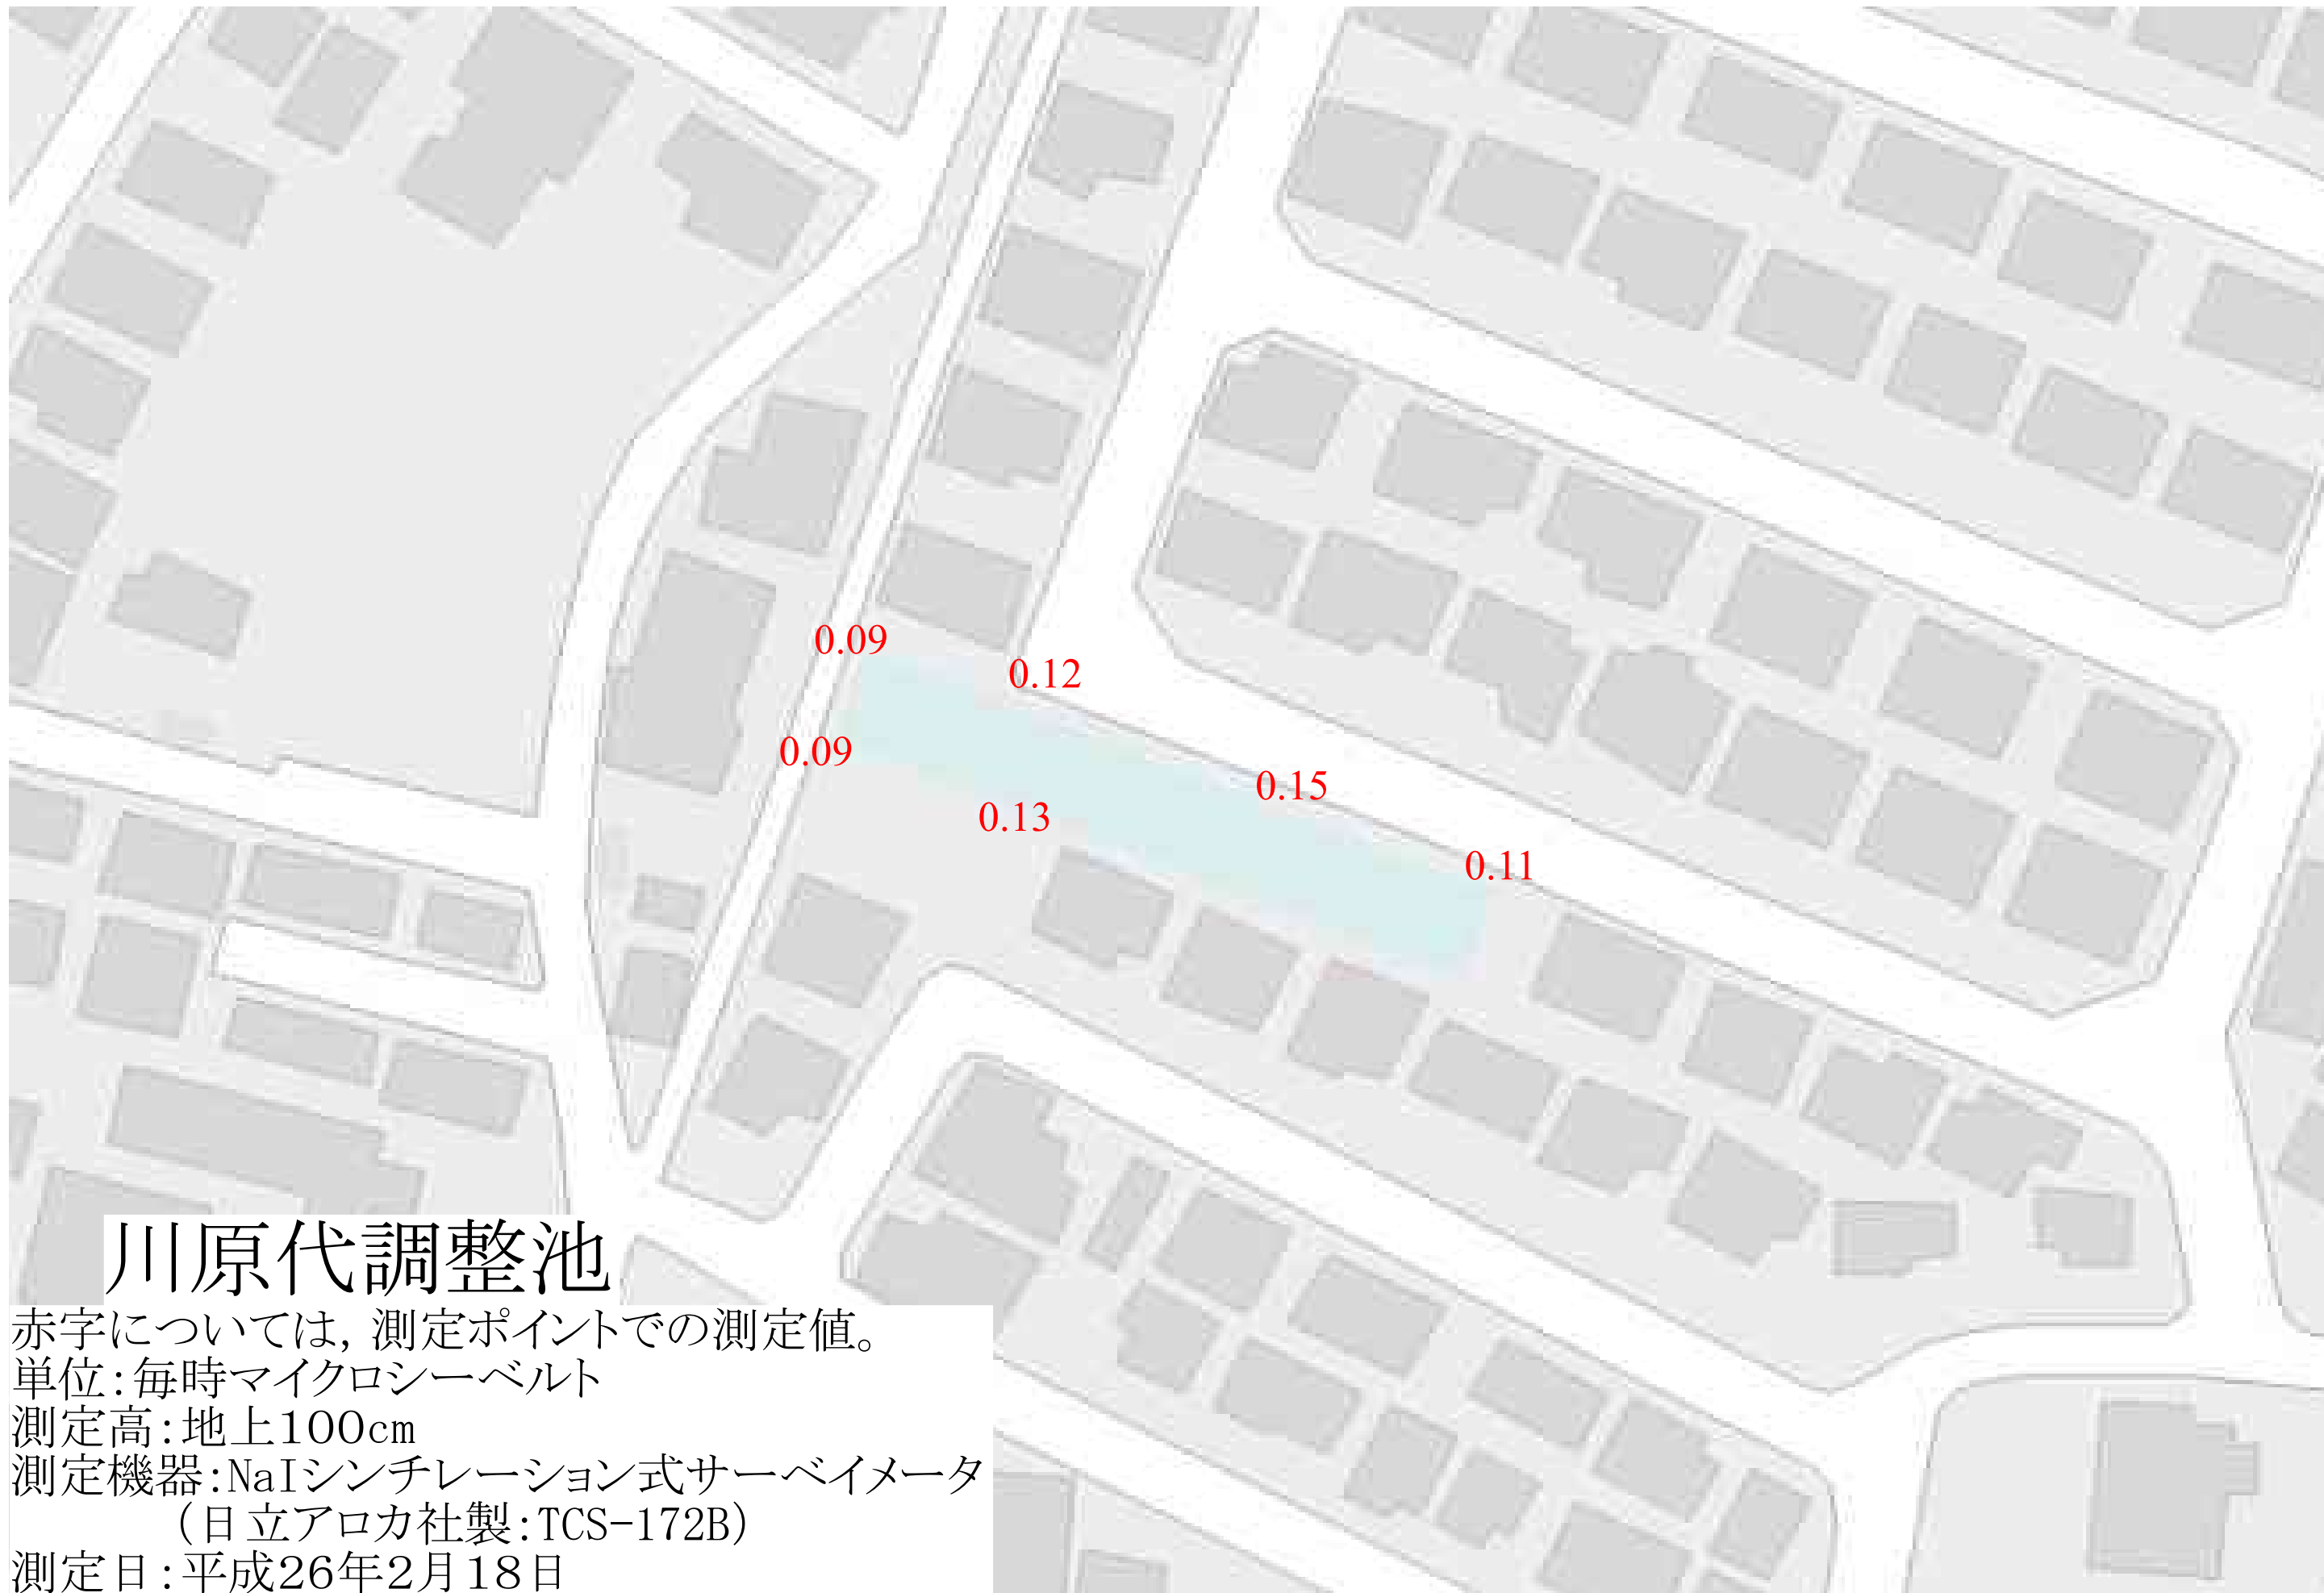 0.09
0.12
0.09
0.15
0.13
0.11
川原代調整池
赤字については，測定ポイントでの測定値。
単位：毎時マイクロシーベルト
測定高：地上100cm
測定機器：NaIシンチレーション式サーベイメータ
（日立アロカ社製：TCS-172B）
測定日：平成26年2月18日